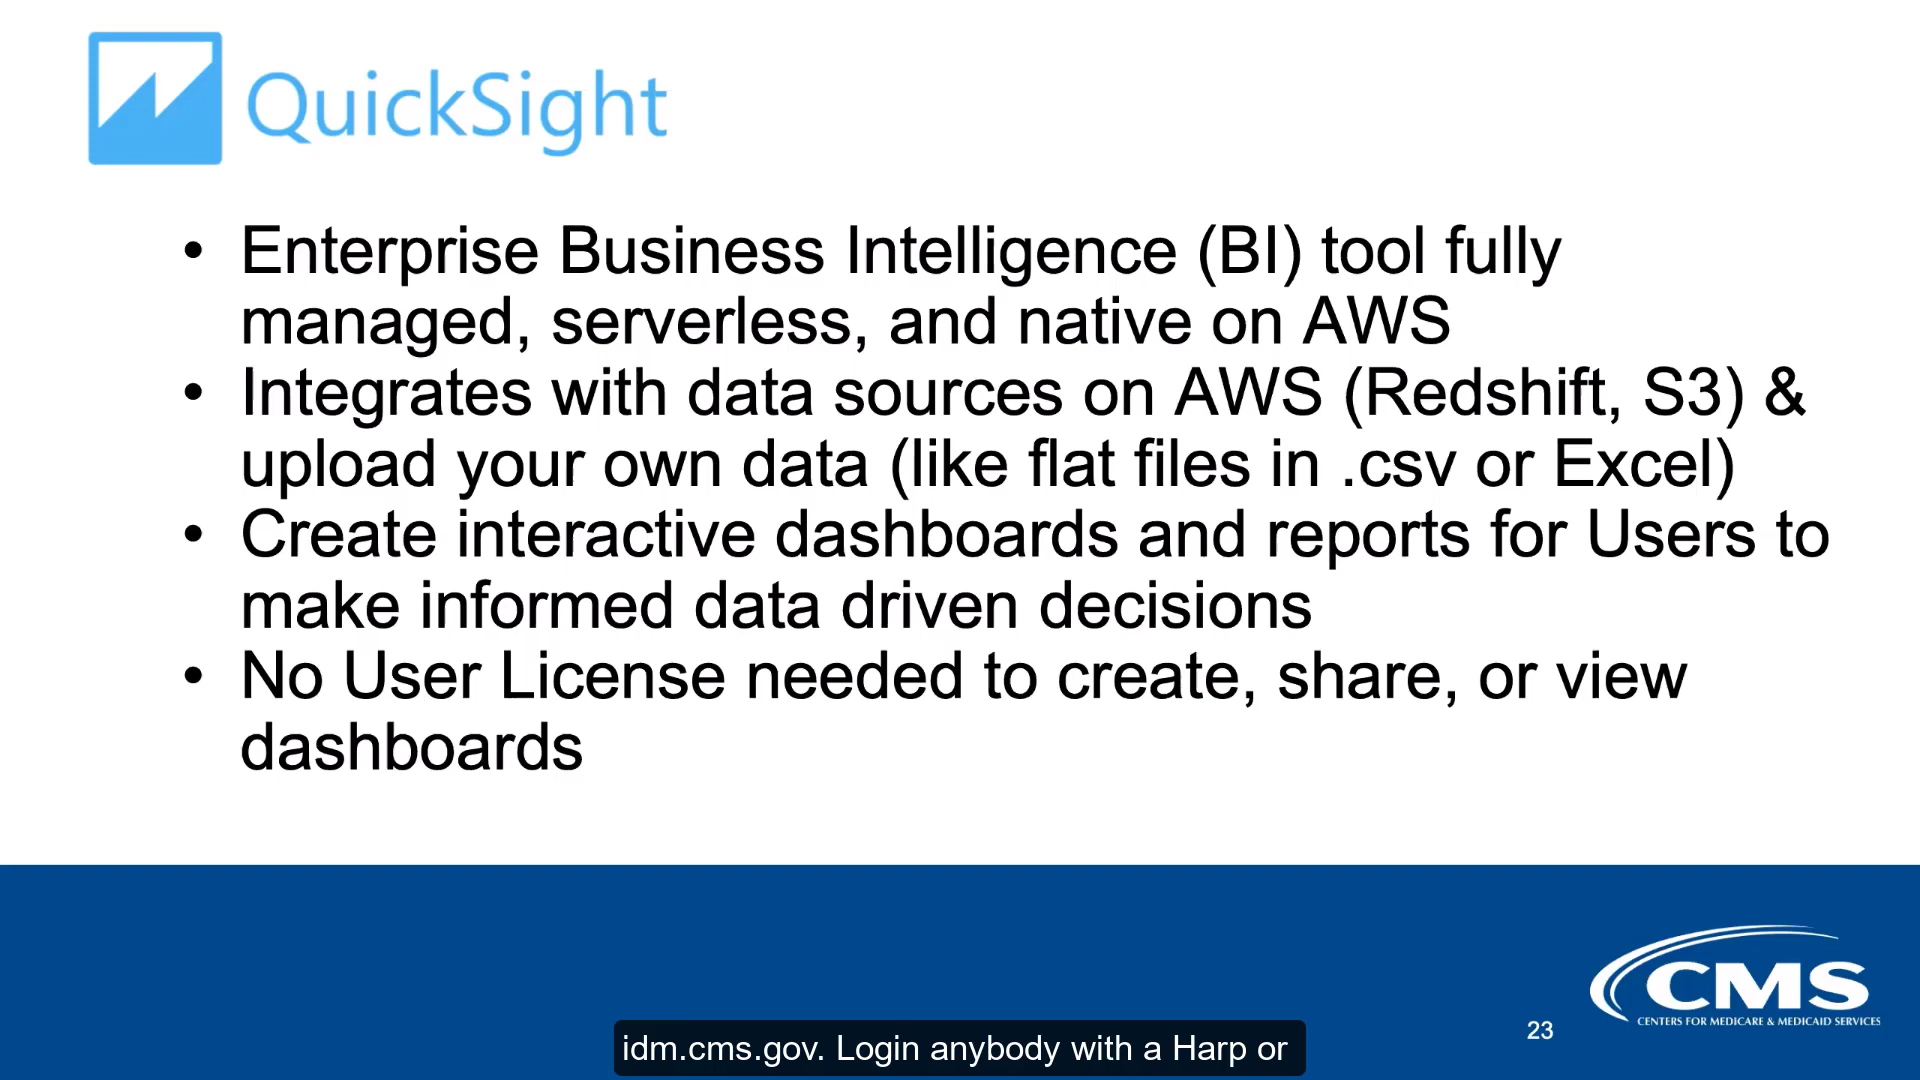 QuickSight
• Enterprise Business Intelligence (BI) tool fully
managed, serverless, and native on AWS
• Integrates with data sources on AWS (Redshift, S3) &
upload your own data (like flat files in .csv or Excel)
• Create interactive dashboards and reports for Users to
make informed data driven decisions
• No User License needed to create, share, or view
dashboards
CMS
CENTERS FOR MEDICARE & MEDICAID SERVICES
23
idm.cms.gov. Login anybody with a Harp or